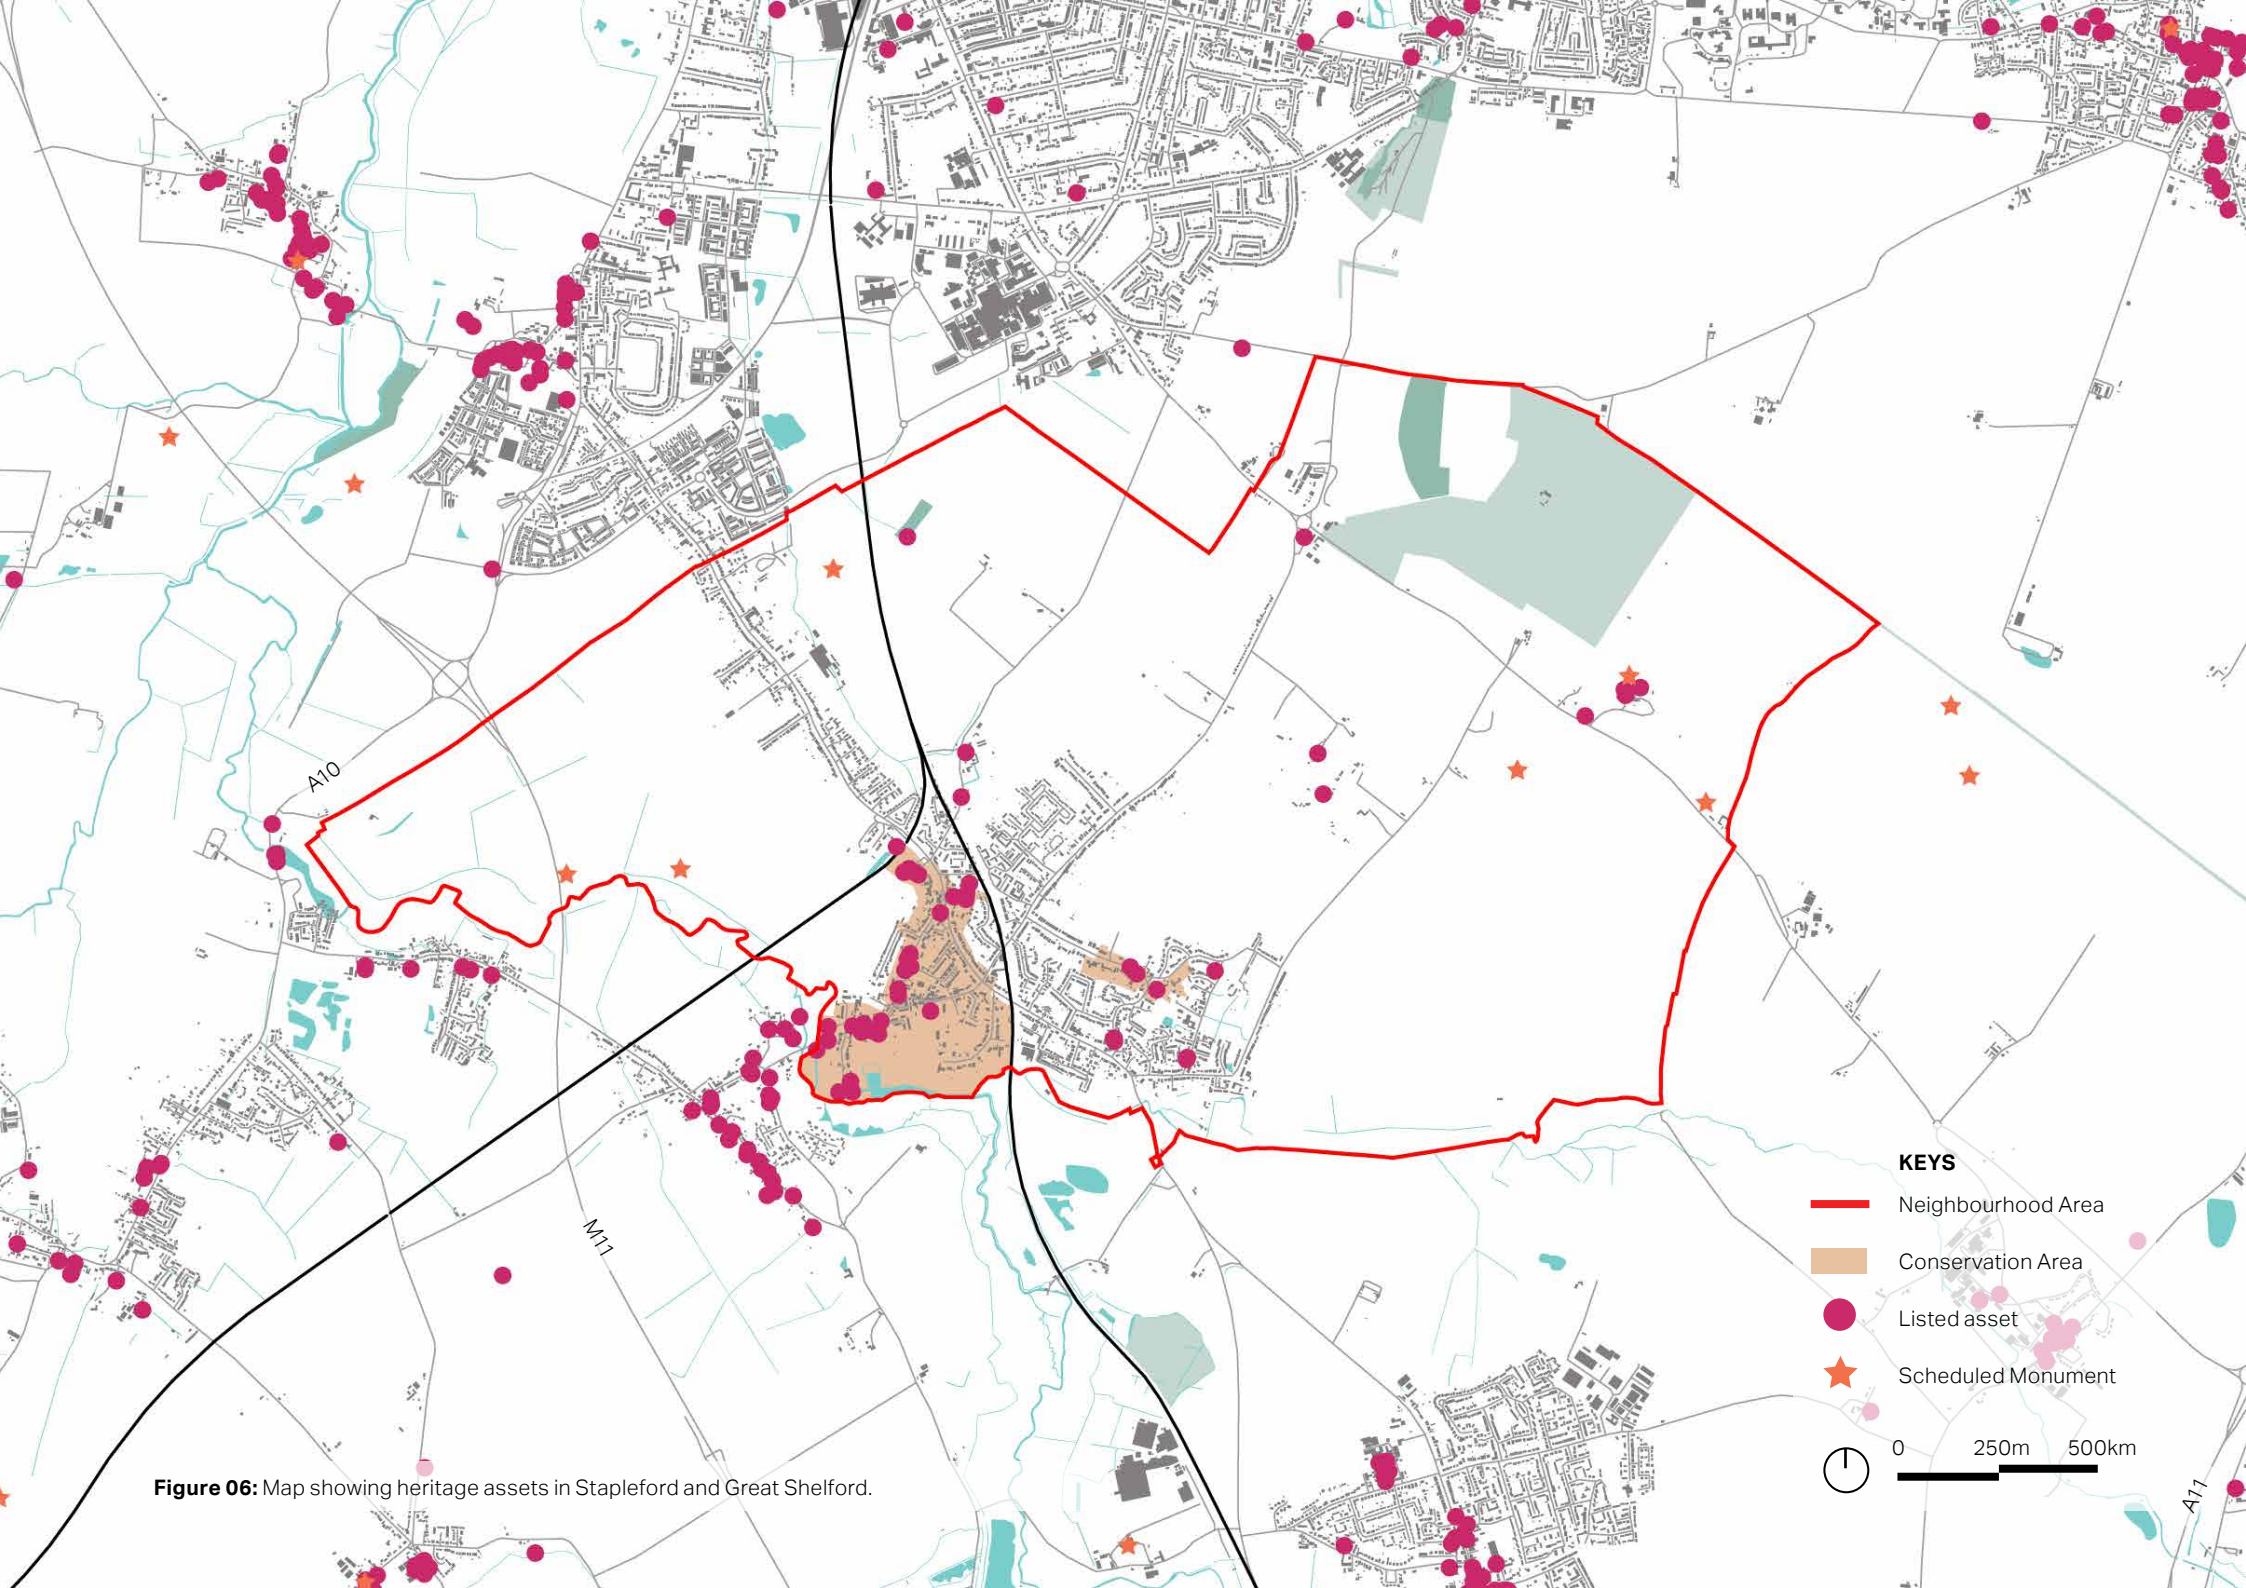 A10
M11
KEYS
Neighbourhood Area
Conservation Area
Listed asset
Scheduled Monument
0 250m 500km
A11
Figure 06: Map showing heritage assets in Stapleford and Great Shelford.